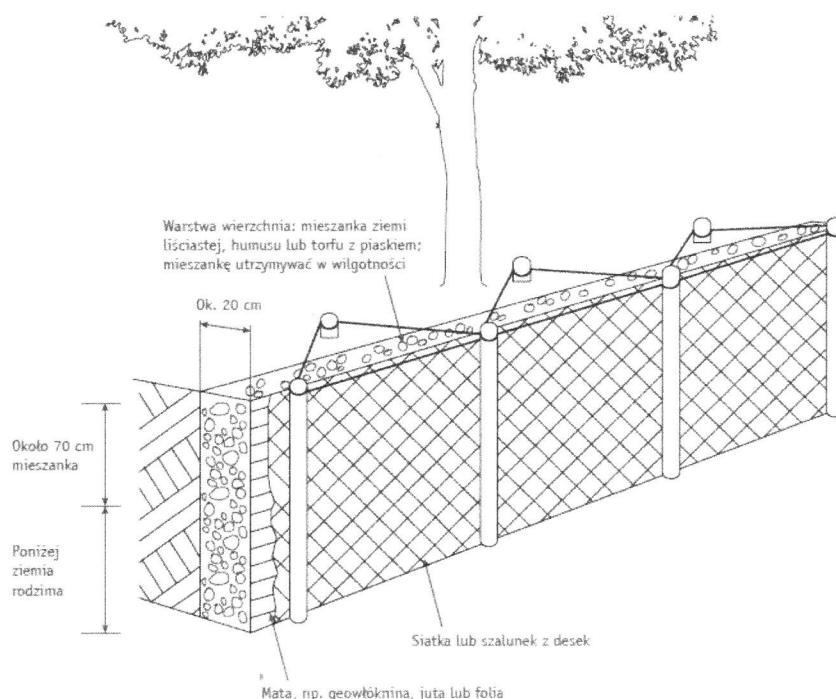 Warstwa wierzchnia: mieszanka ziemi
liściastej, humusu lub torfu z piaskiem;
mieszankę utrzymywać w wilgotności
Ok. 20 cm
Około 70 cm
mieszanka
Poniżej
ziemia
rodzima
Siatka lub szalunek z desek
Mata, np. geowłóknina, juta lub folia